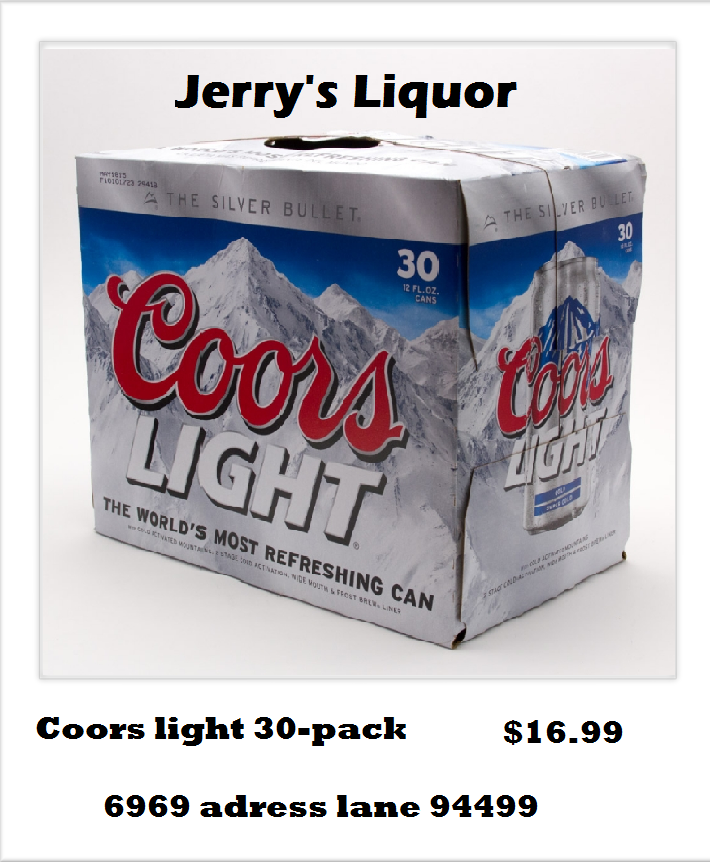 Jerry's Liquor
THE SILVER BULLET.
THE SILVER BULLET.
30
12 FL.OZ.
CANS
30
Coors
LIGHT
Coors
LIGHT
THE WORLD'S MOST REFRESHING CAN
Coors light 30-pack
$16.99
6969 adress lane 94499